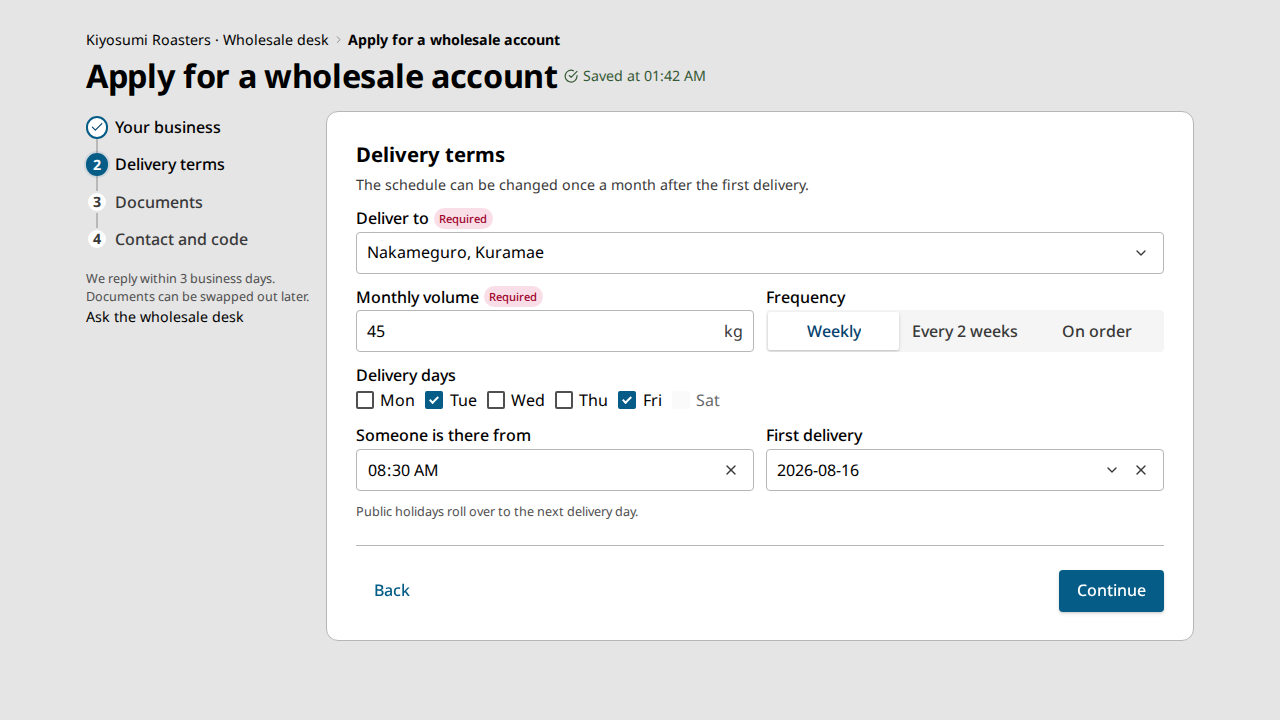 Kiyosumi Roasters · Wholesale desk
Apply for a wholesale account
Apply for a wholesale account
Saved at 01:42 AM
Your business
2 Delivery terms
3 Documents
4 Contact and code
We reply within 3 business days.
Documents can be swapped out later.
Ask the wholesale desk
Delivery terms
The schedule can be changed once a month after the first delivery.
Deliver to Required
Nakameguro, Kuramae
Monthly volume Required
45 kg
Frequency
Weekly Every 2 weeks On order
Delivery days
Mon Tue Wed Thu Fri Sat
Someone is there from
08:30 AM
First delivery
2026-08-16
Public holidays roll over to the next delivery day.
Back
Continue